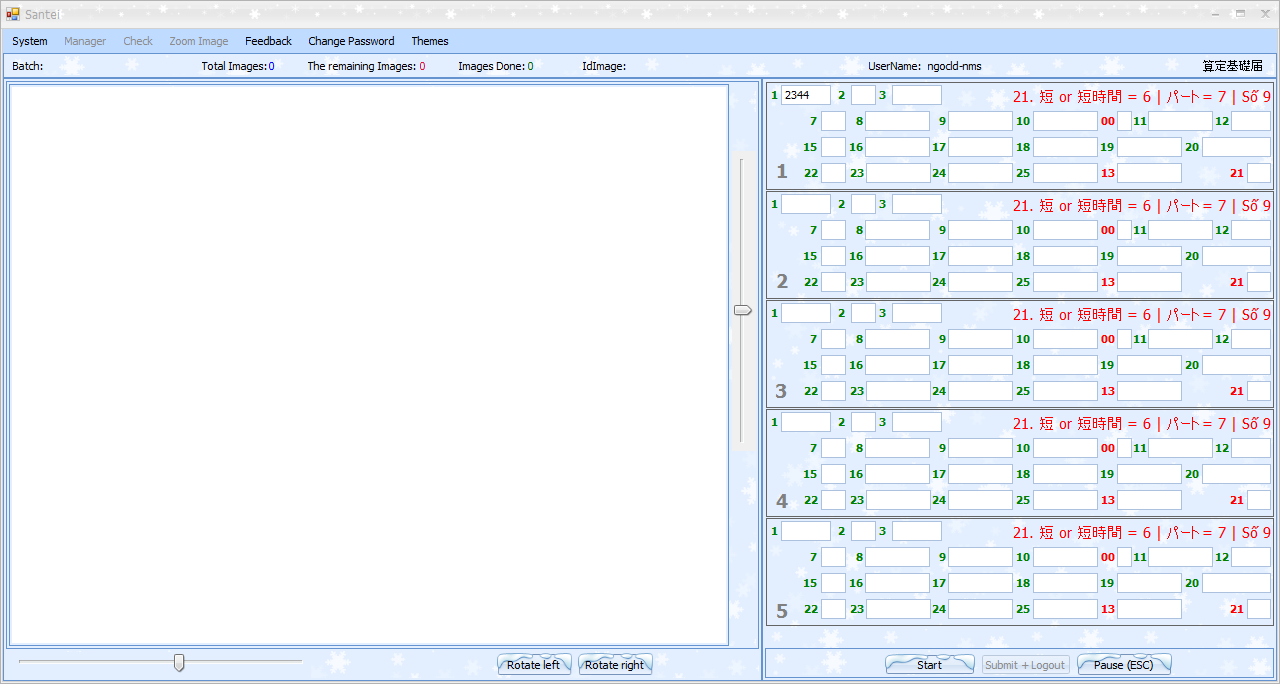 Santei
System Manager Check Zoom Image Feedback Change Password Themes
Batch: Total Images: 0 The remaining Images: 0 Images Done: 0 IdImage: UserName: ngocld-nms 算定基礎届
1 2344 2 3 21. 短 or 短時間 = 6 | パート = 7 | Số 9
7 8 9 10 00 11 12
15 16 17 18 19 20
1 22 23 24 25 13 21
1 2 3 21. 短 or 短時間 = 6 | パート = 7 | Số 9
7 8 9 10 00 11 12
15 16 17 18 19 20
2 22 23 24 25 13 21
1 2 3 21. 短 or 短時間 = 6 | パート = 7 | Số 9
7 8 9 10 00 11 12
15 16 17 18 19 20
3 22 23 24 25 13 21
1 2 3 21. 短 or 短時間 = 6 | パート = 7 | Số 9
7 8 9 10 00 11 12
15 16 17 18 19 20
4 22 23 24 25 13 21
1 2 3 21. 短 or 短時間 = 6 | パート = 7 | Số 9
7 8 9 10 00 11 12
15 16 17 18 19 20
5 22 23 24 25 13 21
Rotate left Rotate right Start Submit + Logout Pause (ESC)